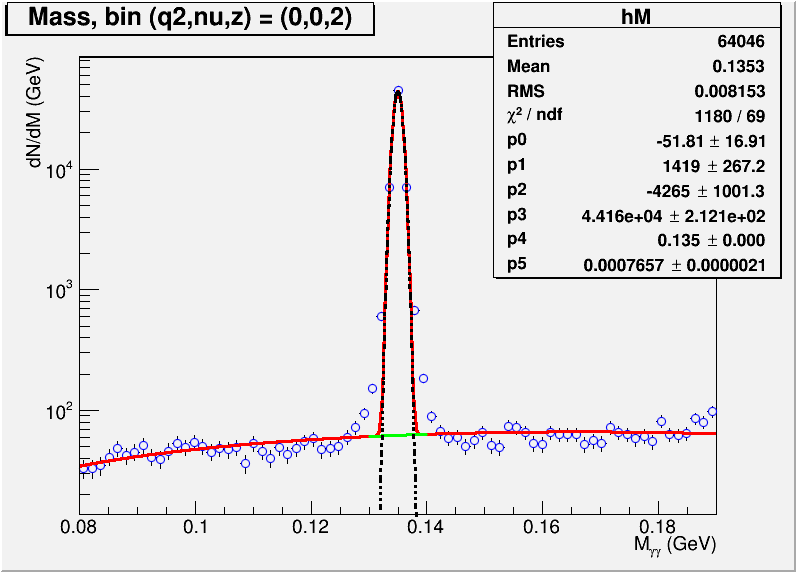 Mass, bin (q2,nu,z) = (0,0,2)
hM
Entries 64046
Mean 0.1353
RMS 0.008153
χ² / ndf 1180 / 69
p0 -51.81 ± 16.91
p1 1419 ± 267.2
p2 -4265 ± 1001.3
p3 4.416e+04 ± 2.121e+02
p4 0.135 ± 0.000
p5 0.0007657 ± 0.0000021
dN/dM (GeV)
10⁴
10³
10²
0.08 0.1 0.12 0.14 0.16 0.18
Mγγ (GeV)